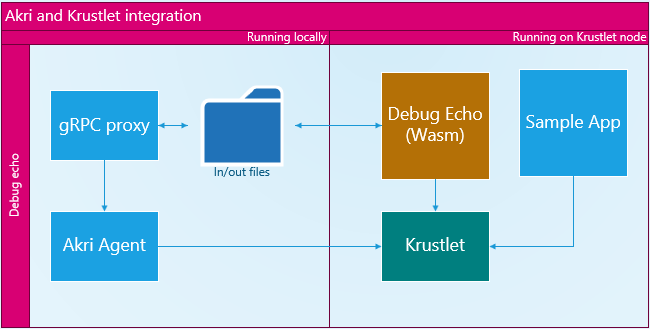 Akri and Krustlet integration
Running locally
Running on Krustlet node
Debug echo
gRPC proxy
In/out files
Debug Echo
(Wasm)
Sample App
Akri Agent
Krustlet